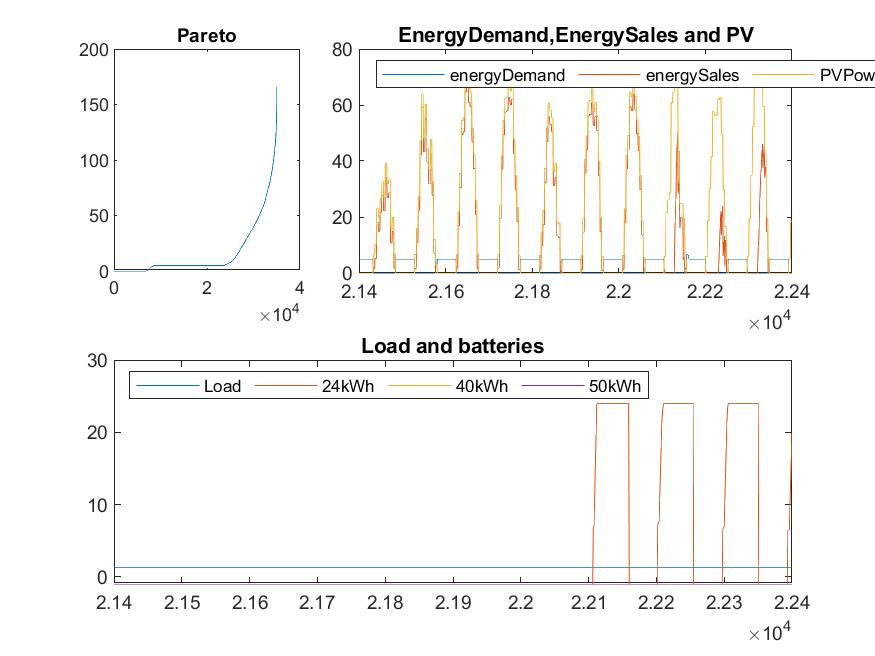 Pareto
200
150
100
50
0
0 2 4
×10^4
EnergyDemand,EnergySales and PV
80
60
40
20
0
energyDemand energySales PVPow
2.14 2.16 2.18 2.2 2.22 2.24
×10^4
Load and batteries
30
20
10
0
Load 24kWh 40kWh 50kWh
2.14 2.15 2.16 2.17 2.18 2.19 2.2 2.21 2.22 2.23 2.24
×10^4